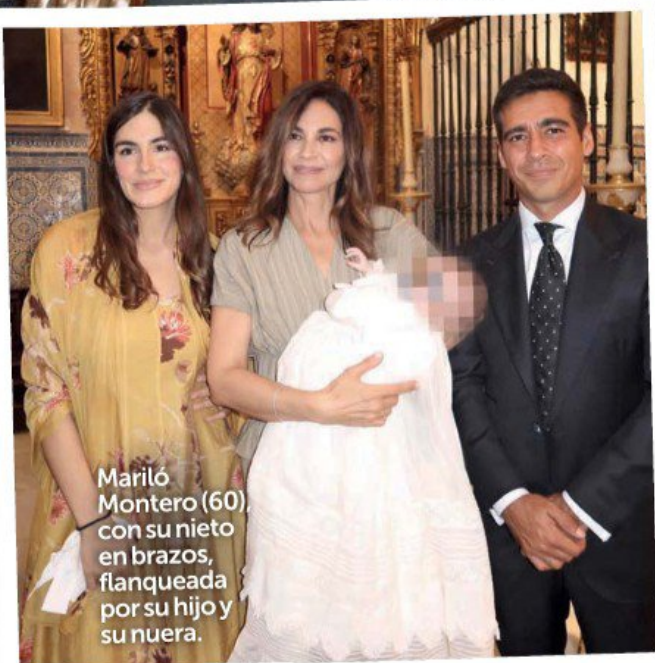 Mariló
Montero (60),
con su nieto
en brazos,
flanqueada
por su hijo y
su nuera.